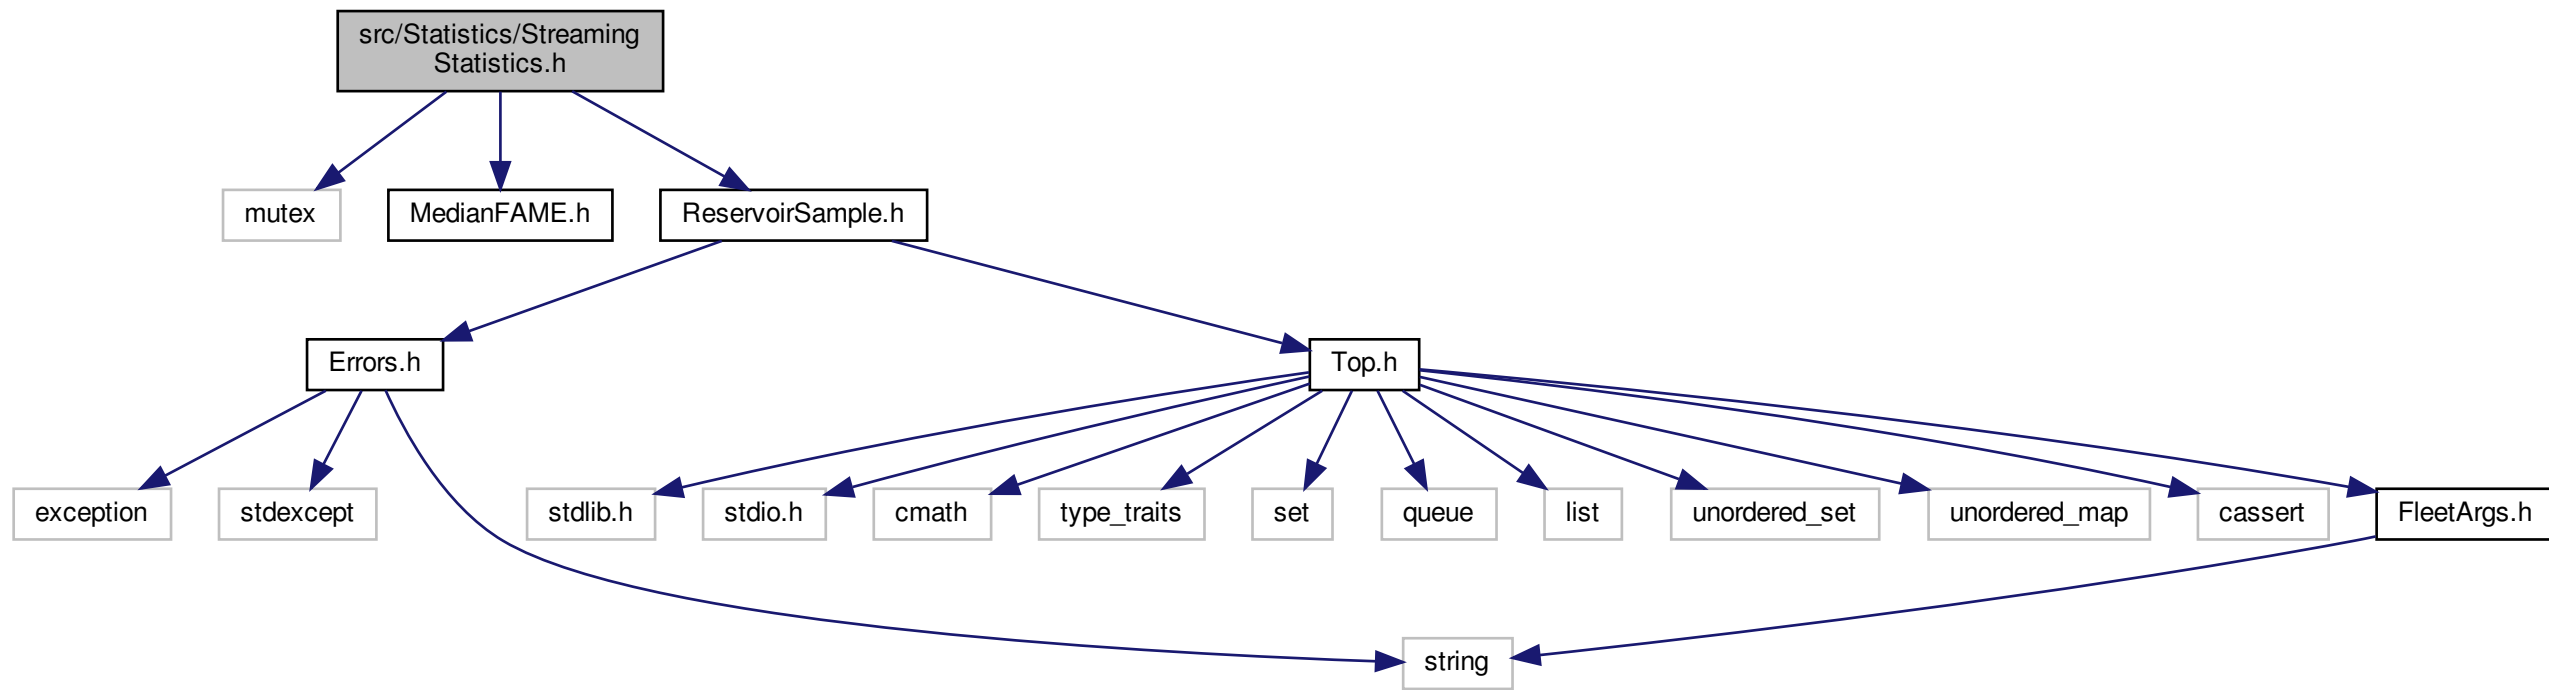 src/Statistics/Streaming
Statistics.h
mutex
MedianFAME.h
ReservoirSample.h
Errors.h
Top.h
exception
stdexcept
stdlib.h
stdio.h
cmath
type_traits
set
queue
list
unordered_set
unordered_map
cassert
FleetArgs.h
string